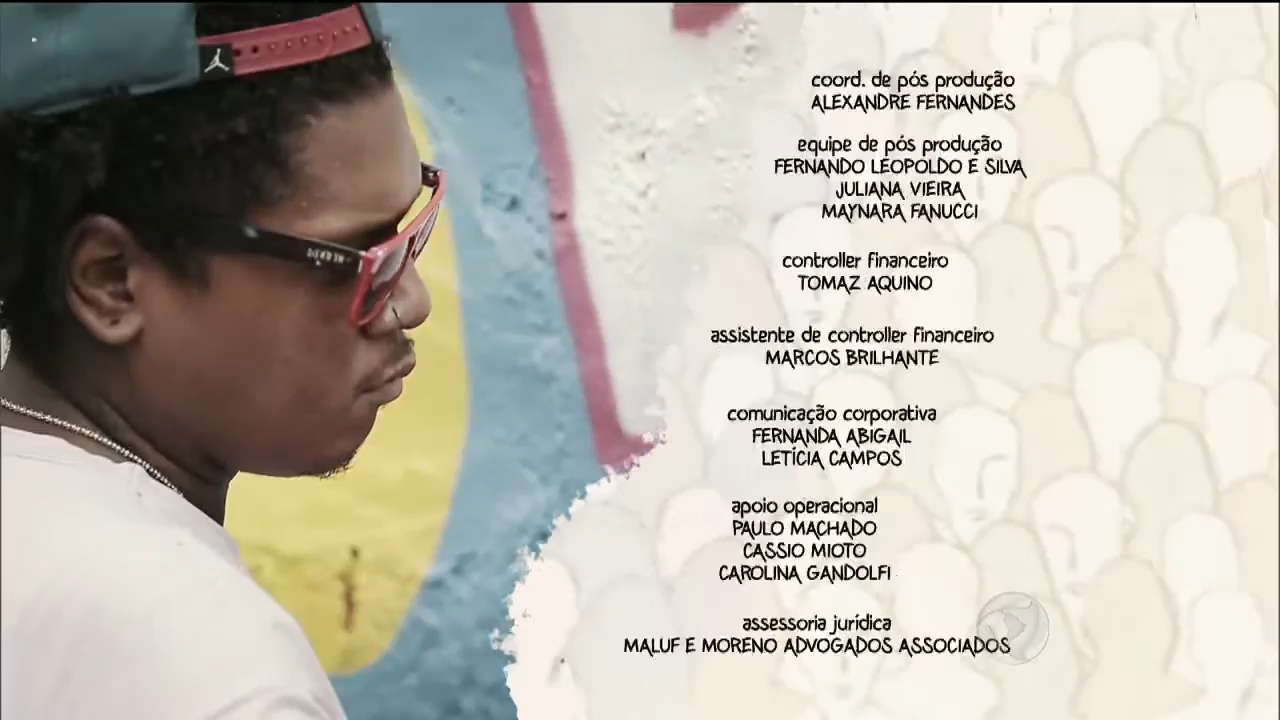 coord. de pós produção
ALEXANDRE FERNANDES
equipe de pós produção
FERNANDO LEOPOLDO E SILVA
JULIANA VIEIRA
MAYNARA FANUCCI
controller financeiro
TOMAZ AQUINO
assistente de controller financeiro
MARCOS BRILHANTE
comunicação corporativa
FERNANDA ABIGAIL
LETÍCIA CAMPOS
apoio operacional
PAULO MACHADO
CASSIO MIOTO
CAROLINA GANDOLFI
assessoria jurídica
MALUF E MORENO ADVOGADOS ASSOCIADOS